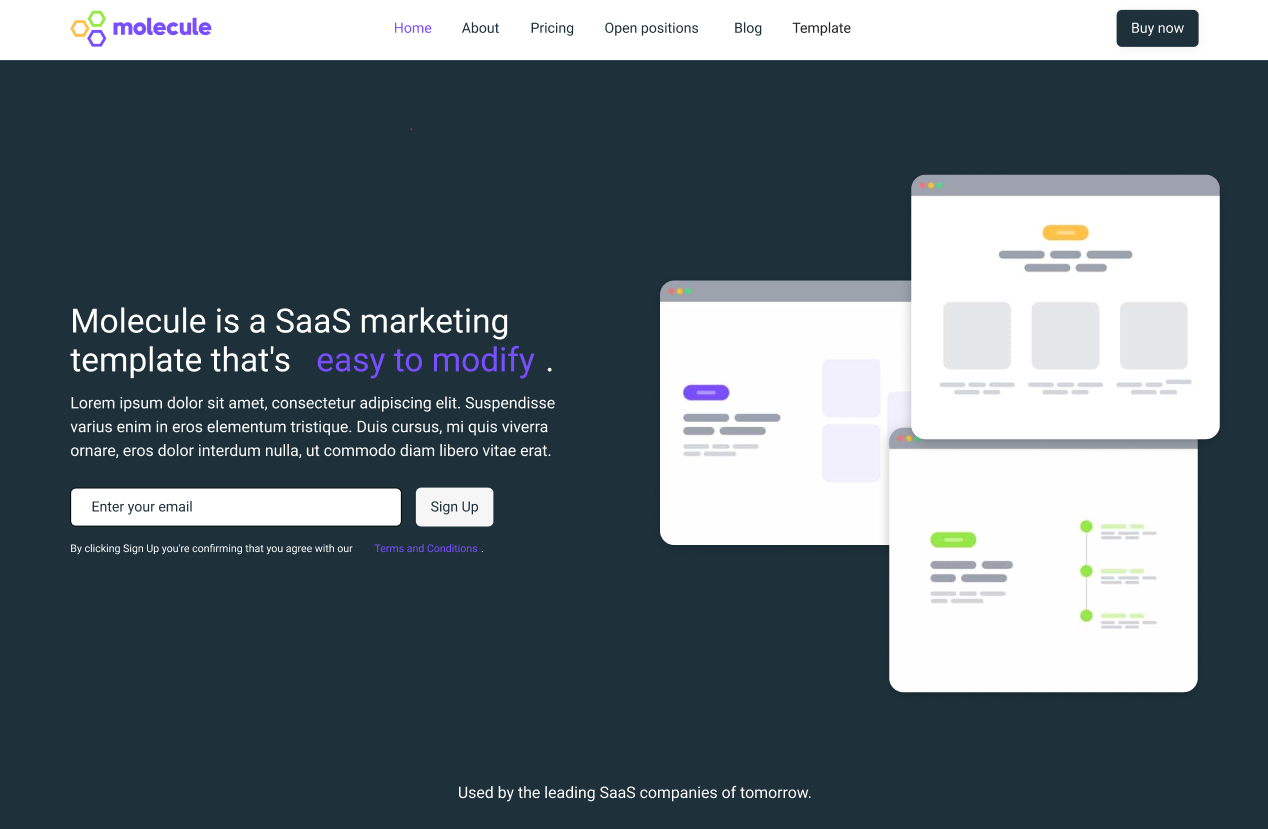 molecule
Home About Pricing Open positions Blog Template
Buy now
Molecule is a SaaS marketing
template that's easy to modify .
Lorem ipsum dolor sit amet, consectetur adipiscing elit. Suspendisse
varius enim in eros elementum tristique. Duis cursus, mi quis viverra
ornare, eros dolor interdum nulla, ut commodo diam libero vitae erat.
Enter your email
Sign Up
By clicking Sign Up you're confirming that you agree with our Terms and Conditions .
Used by the leading SaaS companies of tomorrow.